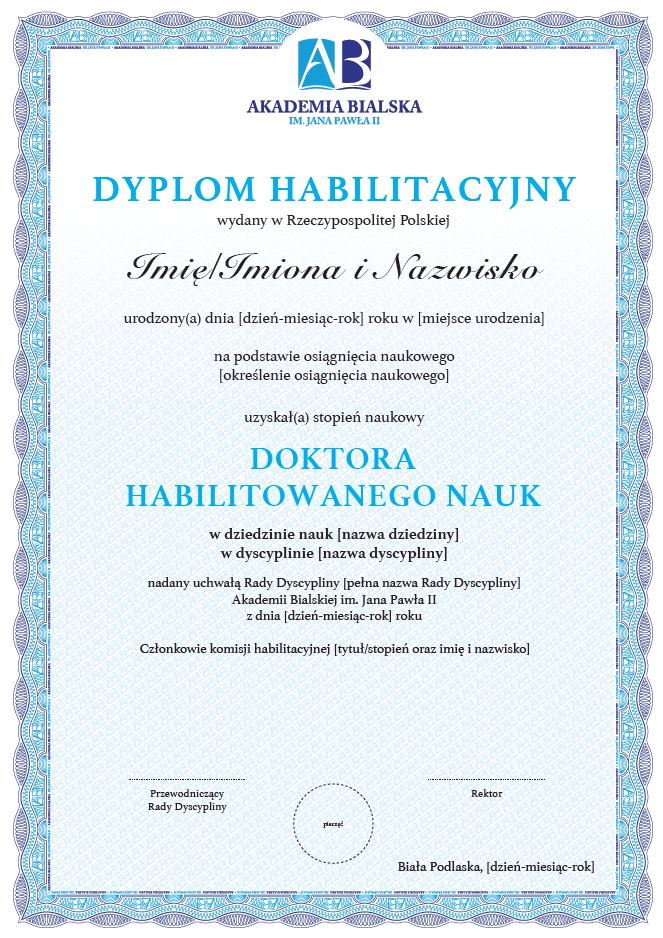 AB
AKADEMIA BIALSKA
IM. JANA PAWŁA II
DYPLOM HABILITACYJNY
wydany w Rzeczypospolitej Polskiej
Imię/Imiona i Nazwisko
urodzony(a) dnia [dzień-miesiąc-rok] roku w [miejsce urodzenia]
na podstawie osiągnięcia naukowego
[określenie osiągnięcia naukowego]
uzyskał(a) stopień naukowy
DOKTORA
HABILITOWANEGO NAUK
w dziedzinie nauk [nazwa dziedziny]
w dyscyplinie [nazwa dyscypliny]
nadany uchwałą Rady Dyscypliny [pełna nazwa Rady Dyscypliny]
Akademii Bialskiej im. Jana Pawła II
z dnia [dzień-miesiąc-rok] roku
Członkowie komisji habilitacyjnej [tytuł/stopień oraz imię i nazwisko]
Przewodniczący
Rady Dyscypliny
Rektor
pieczęć
Biała Podlaska, [dzień-miesiąc-rok]